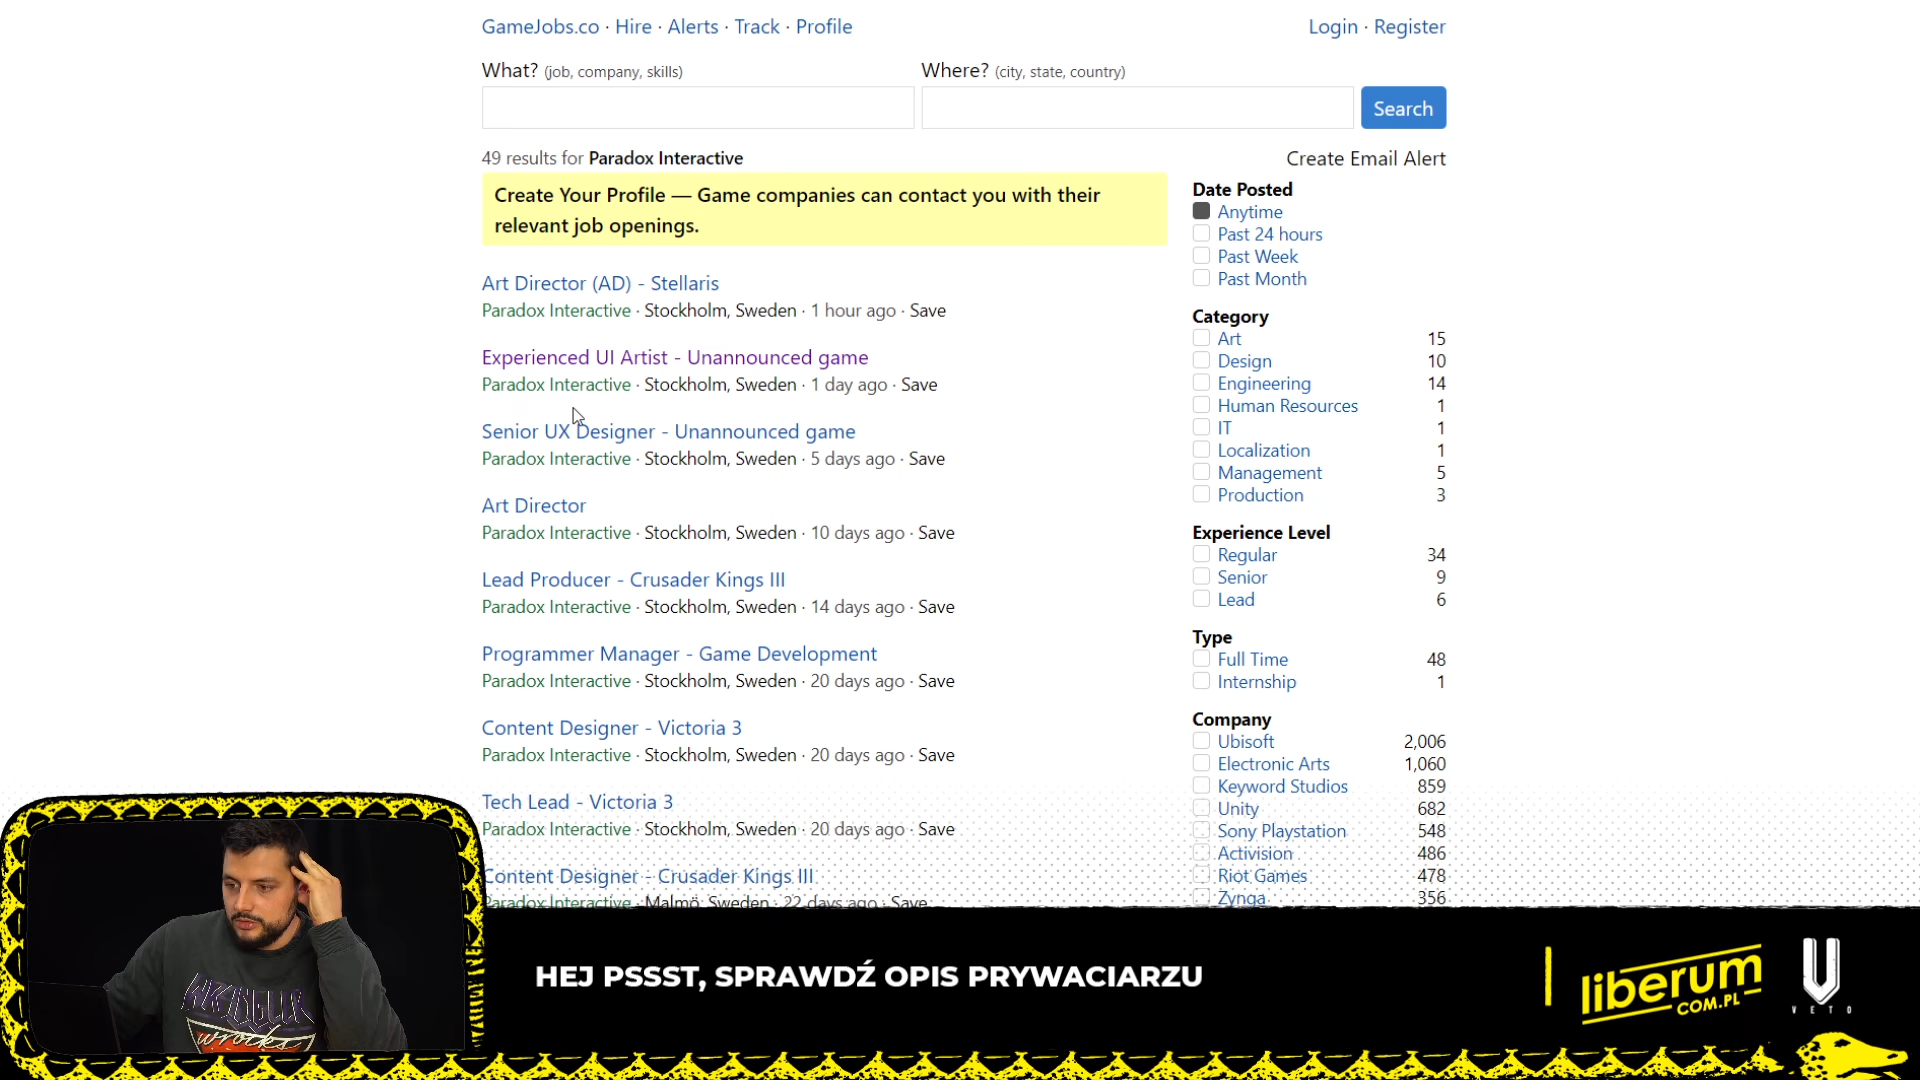 GameJobs.co · Hire · Alerts · Track · Profile
Login · Register
What? (job, company, skills)
Where? (city, state, country)
Search
49 results for Paradox Interactive
Create Email Alert
Create Your Profile — Game companies can contact you with their
relevant job openings.
Art Director (AD) - Stellaris
Paradox Interactive · Stockholm, Sweden · 1 hour ago · Save
Experienced UI Artist - Unannounced game
Paradox Interactive · Stockholm, Sweden · 1 day ago · Save
Senior UX Designer - Unannounced game
Paradox Interactive · Stockholm, Sweden · 5 days ago · Save
Art Director
Paradox Interactive · Stockholm, Sweden · 10 days ago · Save
Lead Producer - Crusader Kings III
Paradox Interactive · Stockholm, Sweden · 14 days ago · Save
Programmer Manager - Game Development
Paradox Interactive · Stockholm, Sweden · 20 days ago · Save
Content Designer - Victoria 3
Paradox Interactive · Stockholm, Sweden · 20 days ago · Save
Tech Lead - Victoria 3
Paradox Interactive · Stockholm, Sweden · 20 days ago · Save
Content Designer - Crusader Kings III
Paradox Interactive · Malmö, Sweden · 22 days ago · Save
Date Posted
Anytime
Past 24 hours
Past Week
Past Month
Category
Art 15
Design 10
Engineering 14
Human Resources 1
IT 1
Localization 1
Management 5
Production 3
Experience Level
Regular 34
Senior 9
Lead 6
Type
Full Time 48
Internship 1
Company
Ubisoft 2,006
Electronic Arts 1,060
Keyword Studios 859
Unity 682
Sony Playstation 548
Activision 486
Riot Games 478
Zynga 356
wrocks
HEJ PSSST, SPRAWDŹ OPIS PRYWACIARZU
liberum
COM.PL
VETO